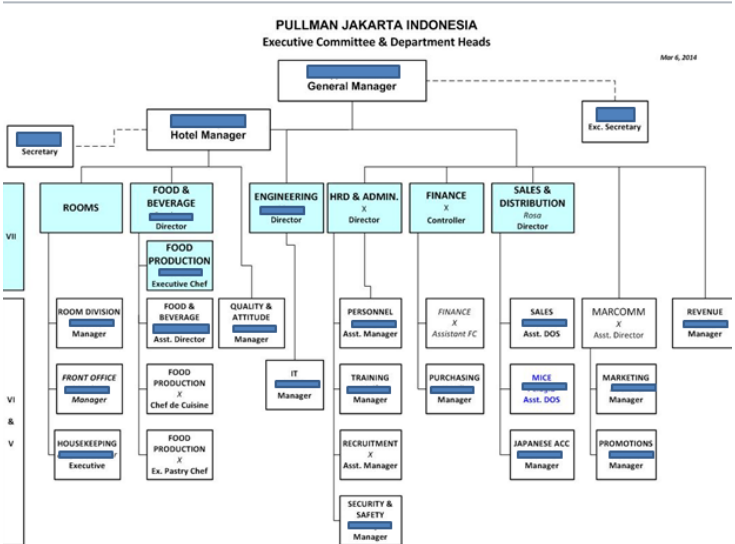 PULLMAN JAKARTA INDONESIA
Executive Committee & Department Heads
Mar 6, 2014
General Manager
Exc. Secretary
Hotel Manager
Secretary
VII
ROOMS
FOOD &
BEVERAGE
Director
FOOD
PRODUCTION
Executive Chef
ENGINEERING
Director
HRD & ADMIN.
X
Director
FINANCE
X
Controller
SALES &
DISTRIBUTION
Rosa
Director
VI
&
V
ROOM DIVISION
Manager
FRONT OFFICE
Manager
HOUSEKEEPING
Executive
FOOD &
BEVERAGE
Asst. Director
FOOD
PRODUCTION
X
Chef de Cuisine
FOOD
PRODUCTION
X
Ex. Pastry Chef
QUALITY &
ATTITUDE
Manager
IT
Manager
PERSONNEL
Asst. Manager
TRAINING
Manager
RECRUITMENT
X
Asst. Manager
SECURITY &
SAFETY
Manager
FINANCE
X
Assistant FC
PURCHASING
Manager
SALES
Asst. DOS
MICE
Asst. DOS
JAPANESE ACC
Manager
MARCOMM
X
Asst. Director
MARKETING
Manager
PROMOTIONS
Manager
REVENUE
Manager